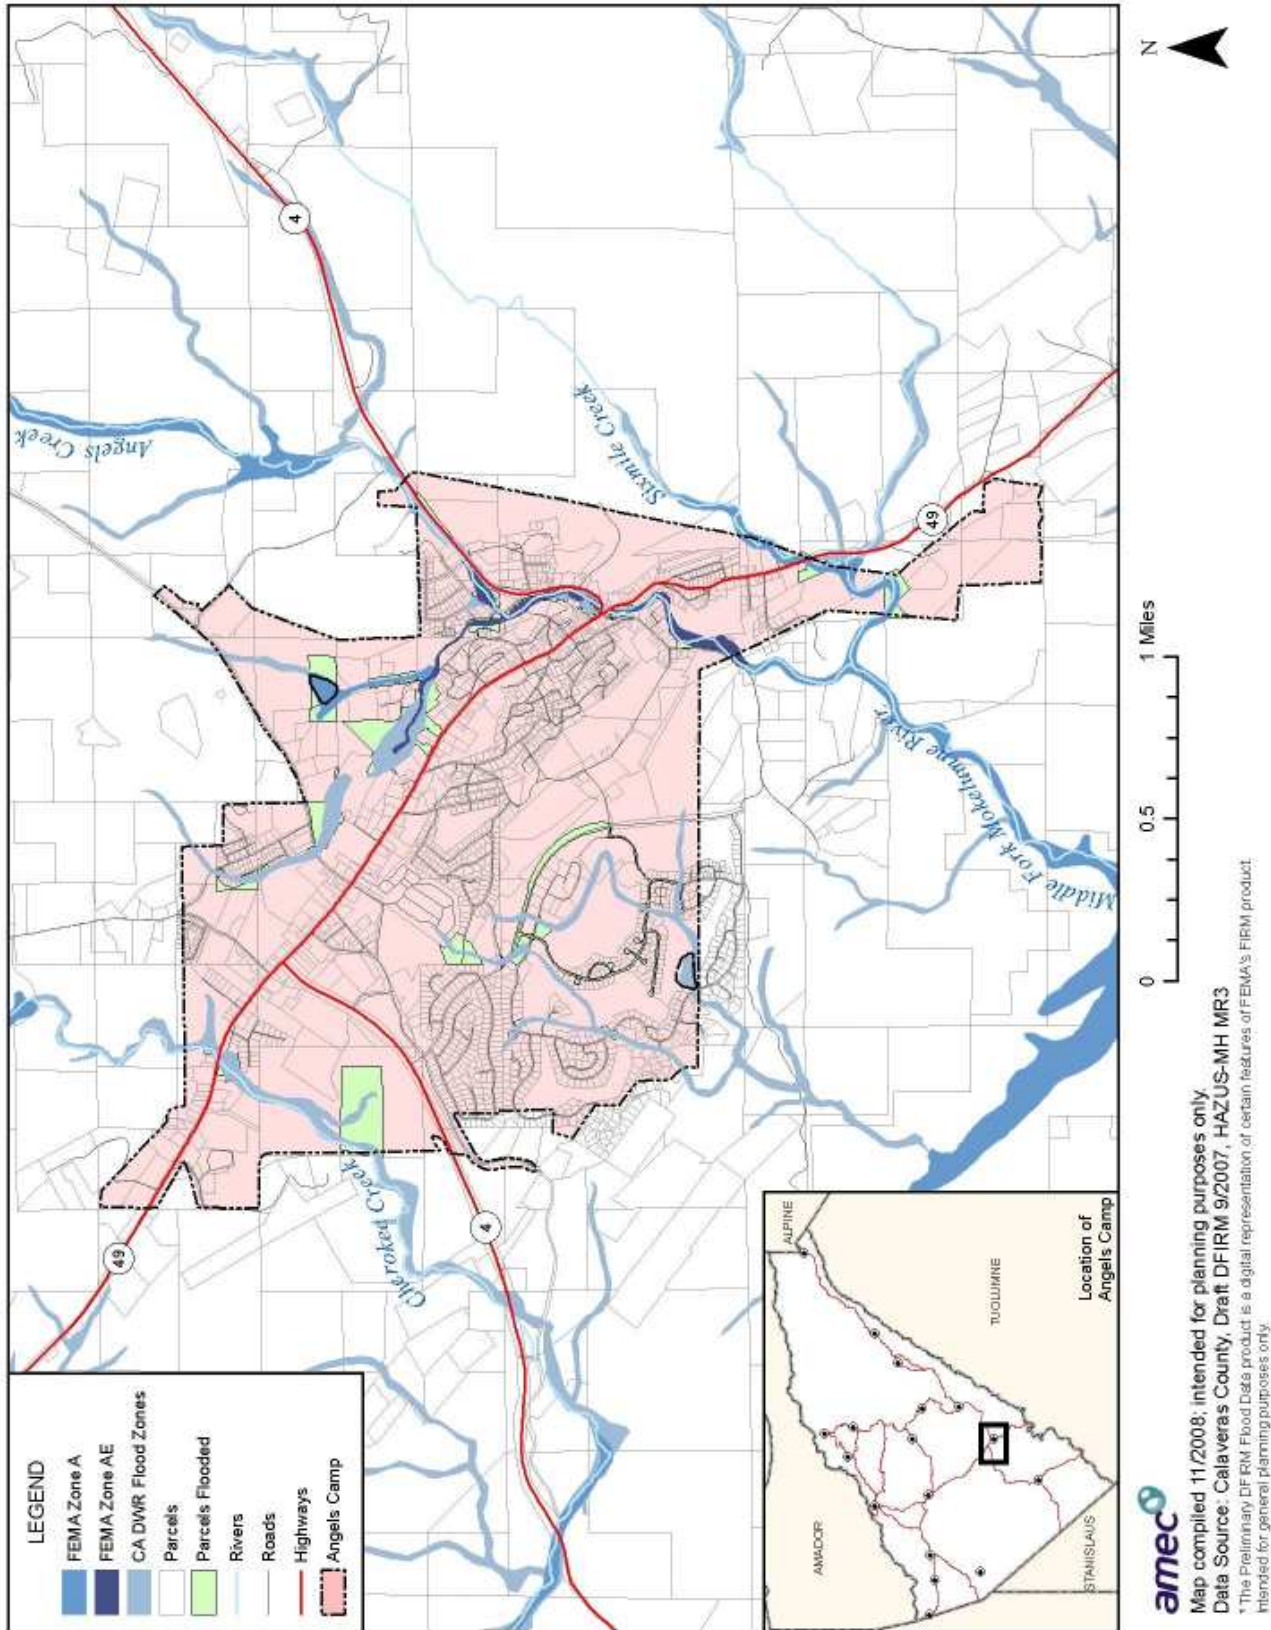 LEGEND
FEMA Zone A
FEMA Zone AE
CA DWR Flood Zones
Parcels
Parcels Flooded
Rivers
Roads
Highways
Angels Camp
49
4
Cherokee Creek
Angels Creek
4
Sixmile Creek
49
Middle Fork Mokelumne River
ALPINE
AMADOR
TUOLUMNE
STANISLAUS
Location of
Angels Camp
0
0.5
1 Miles
N
amec
Map compiled 11/2008; intended for planning purposes only.
Data Source: Calaveras County, Draft DFIRM 9/2007, HAZUS-MH MR3
* The Preliminary DFIRM Flood Data product is a digital representation of certain features of FEMA's FIRM product.
Intended for general planning purposes only.